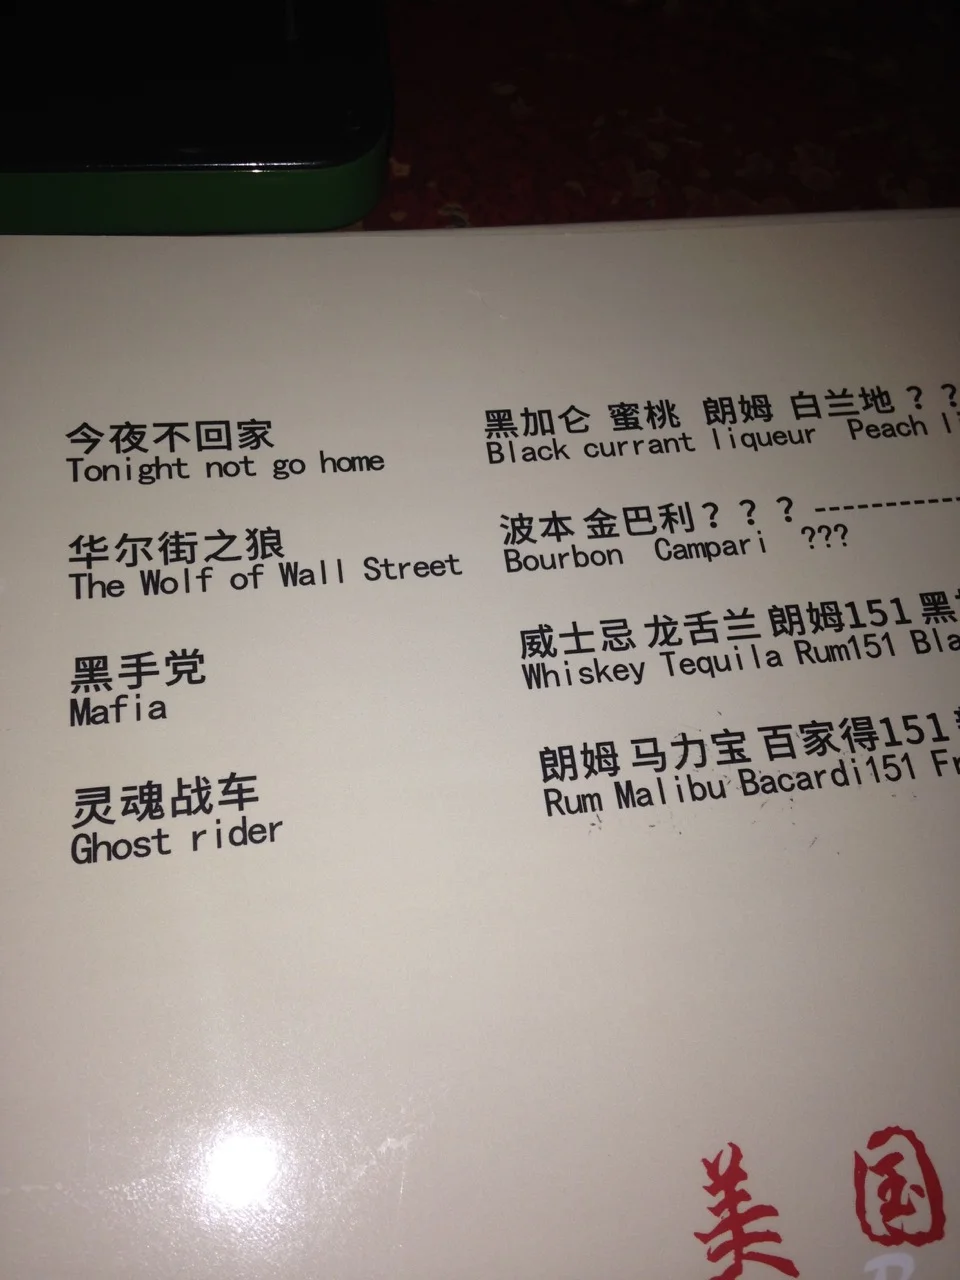 今夜不回家 黑加仑 蜜桃 朗姆 白兰地？？
Tonight not go home Black currant liqueur Peach
华尔街之狼 波本 金巴利？？？----------
The Wolf of Wall Street Bourbon Campari ???
黑手党 威士忌 龙舌兰 朗姆151 黑
Mafia Whiskey Tequila Rum151
灵魂战车 朗姆 马力宝 百家得151
Ghost rider Rum Malibu Bacardi151
美国